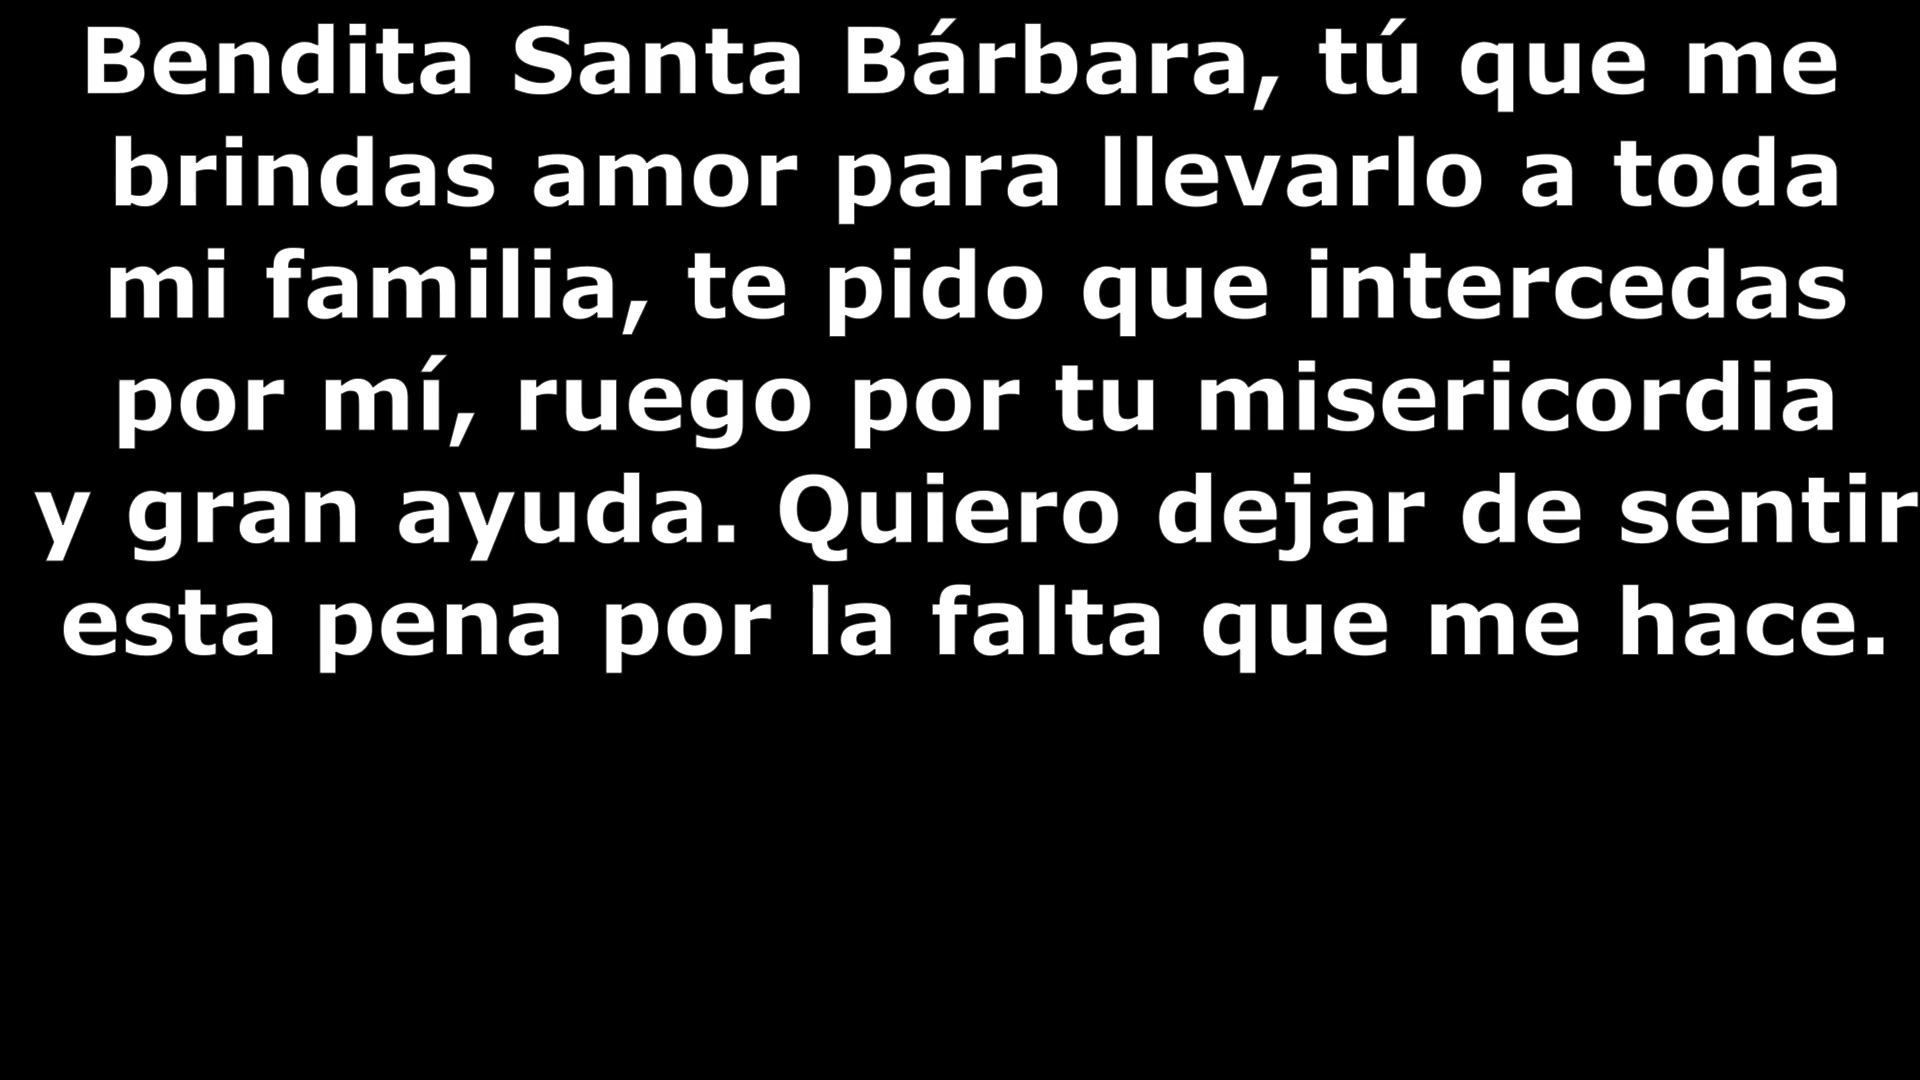 Bendita Santa Bárbara, tú que me
brindas amor para llevarlo a toda
mi familia, te pido que intercedas
por mí, ruego por tu misericordia
y gran ayuda. Quiero dejar de sentir
esta pena por la falta que me hace.